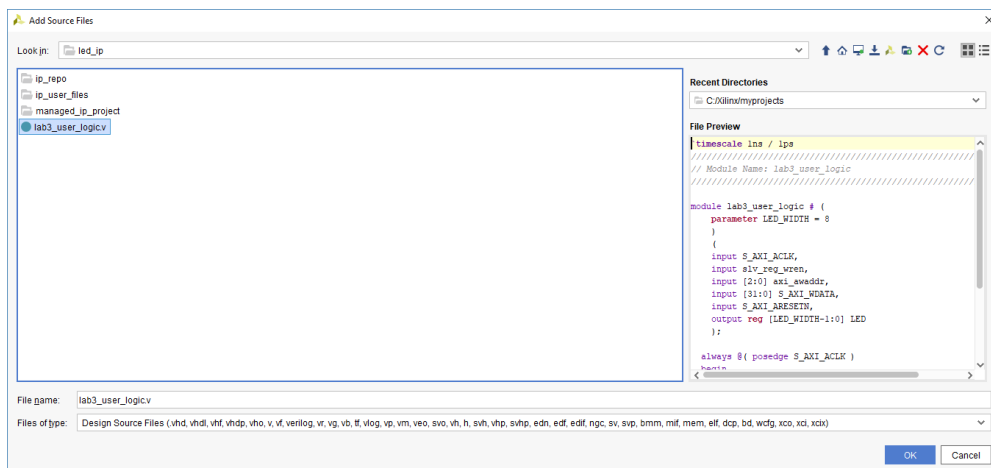 Add Source Files
Look in: led_ip
ip_repo
ip_user_files
managed_ip_project
lab3_user_logic.v
Recent Directories
C:/Xilinx/myprojects
File Preview
`timescale 1ns / 1ps
//////////////////////////////////////////////////////////////////////
// Module Name: lab3_user_logic
//////////////////////////////////////////////////////////////////////
module lab3_user_logic # (
parameter LED_WIDTH = 8
)
(
input S_AXI_ACLK,
input slv_reg_wren,
input [2:0] axi_awaddr,
input [31:0] S_AXI_WDATA,
input S_AXI_ARESETN,
output reg [LED_WIDTH-1:0] LED
);
always @( posedge S_AXI_ACLK )
begin
File name: lab3_user_logic.v
Files of type: Design Source Files (.vhd, vhdl, vhf, vhdp, vho, v, vf, verilog, vr, vg, vb, tf, vlog, vp, vm, veo, svo, vh, h, svh, vhp, svhp, edn, edf, edif, ngc, sv, svp, bmm, mif, mem, elf, dcp, bd, wcfg, xco, xci, xcix)
OK Cancel